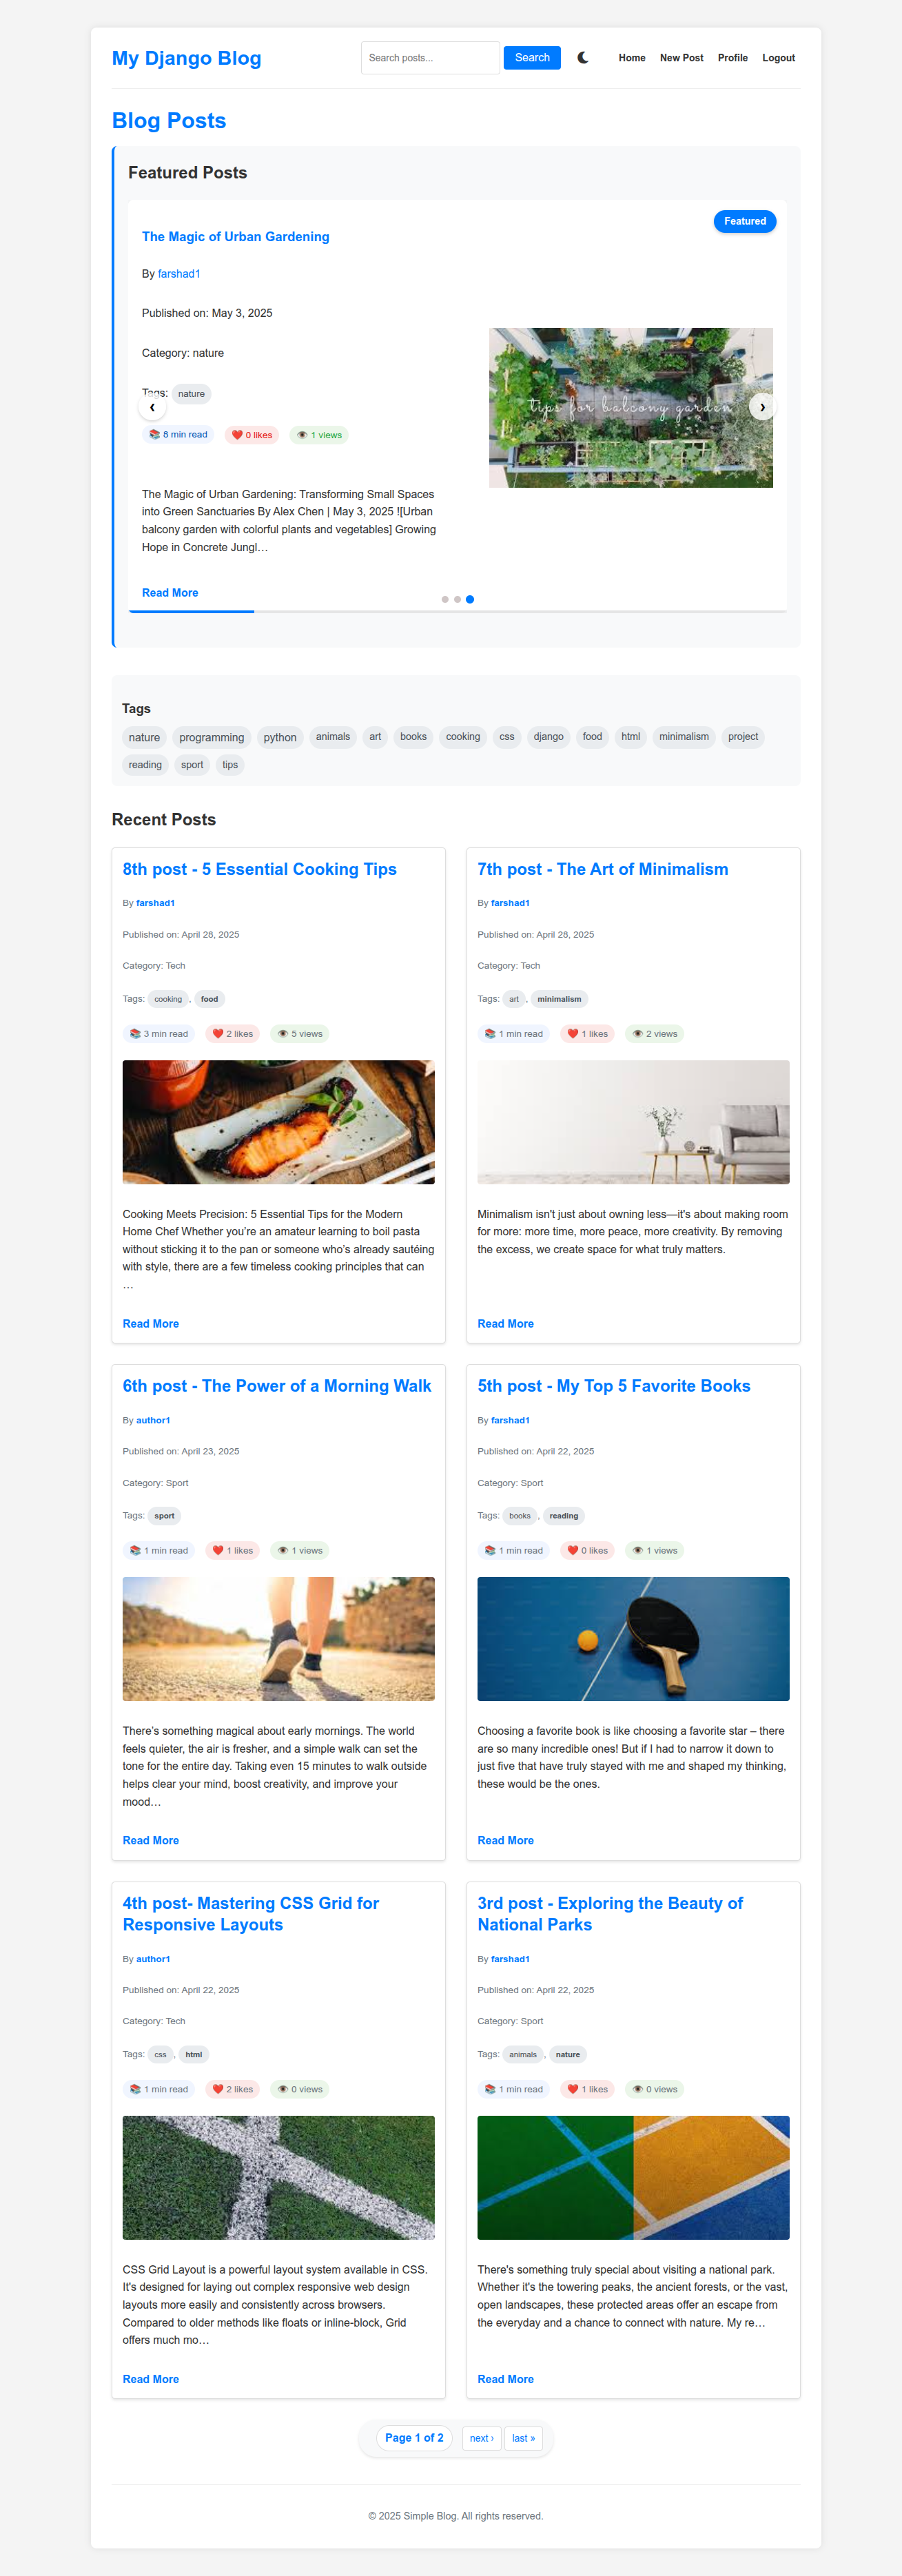 My Django Blog
Search posts...
Search
Home
New Post
Profile
Logout
Blog Posts
Featured Posts
Featured
The Magic of Urban Gardening
By farshad1
Published on: May 3, 2025
Category: nature
Tags: nature
‹
›
📚 8 min read
❤️ 0 likes
👁️ 1 views
tips for balcony garden
The Magic of Urban Gardening: Transforming Small Spaces
into Green Sanctuaries By Alex Chen | May 3, 2025 ![Urban
balcony garden with colorful plants and vegetables] Growing
Hope in Concrete Jungl…
Read More
Tags
nature programming python animals art books cooking css django food html minimalism project
reading sport tips
Recent Posts
8th post - 5 Essential Cooking Tips
By farshad1
Published on: April 28, 2025
Category: Tech
Tags: cooking , food
📚 3 min read
❤️ 2 likes
👁️ 5 views
Cooking Meets Precision: 5 Essential Tips for the Modern
Home Chef Whether you're an amateur learning to boil pasta
without sticking it to the pan or someone who's already sautéing
with style, there are a few timeless cooking principles that can
…
Read More
7th post - The Art of Minimalism
By farshad1
Published on: April 28, 2025
Category: Tech
Tags: art , minimalism
📚 1 min read
❤️ 1 likes
👁️ 2 views
Minimalism isn't just about owning less—it's about making room
for more: more time, more peace, more creativity. By removing
the excess, we create space for what truly matters.
Read More
6th post - The Power of a Morning Walk
By author1
Published on: April 23, 2025
Category: Sport
Tags: sport
📚 1 min read
❤️ 1 likes
👁️ 1 views
There's something magical about early mornings. The world
feels quieter, the air is fresher, and a simple walk can set the
tone for the entire day. Taking even 15 minutes to walk outside
helps clear your mind, boost creativity, and improve your
mood…
Read More
5th post - My Top 5 Favorite Books
By farshad1
Published on: April 22, 2025
Category: Sport
Tags: books , reading
📚 1 min read
❤️ 0 likes
👁️ 1 views
Choosing a favorite book is like choosing a favorite star – there
are so many incredible ones! But if I had to narrow it down to
just five that have truly stayed with me and shaped my thinking,
these would be the ones.
Read More
4th post- Mastering CSS Grid for
Responsive Layouts
By author1
Published on: April 22, 2025
Category: Tech
Tags: css , html
📚 1 min read
❤️ 2 likes
👁️ 0 views
CSS Grid Layout is a powerful layout system available in CSS.
It's designed for laying out complex responsive web design
layouts more easily and consistently across browsers.
Compared to older methods like floats or inline-block, Grid
offers much mo…
Read More
3rd post - Exploring the Beauty of
National Parks
By farshad1
Published on: April 22, 2025
Category: Sport
Tags: animals , nature
📚 1 min read
❤️ 1 likes
👁️ 0 views
There's something truly special about visiting a national park.
Whether it's the towering peaks, the ancient forests, or the vast,
open landscapes, these protected areas offer an escape from
the everyday and a chance to connect with nature. My re…
Read More
Page 1 of 2
next ›
last »
© 2025 Simple Blog. All rights reserved.